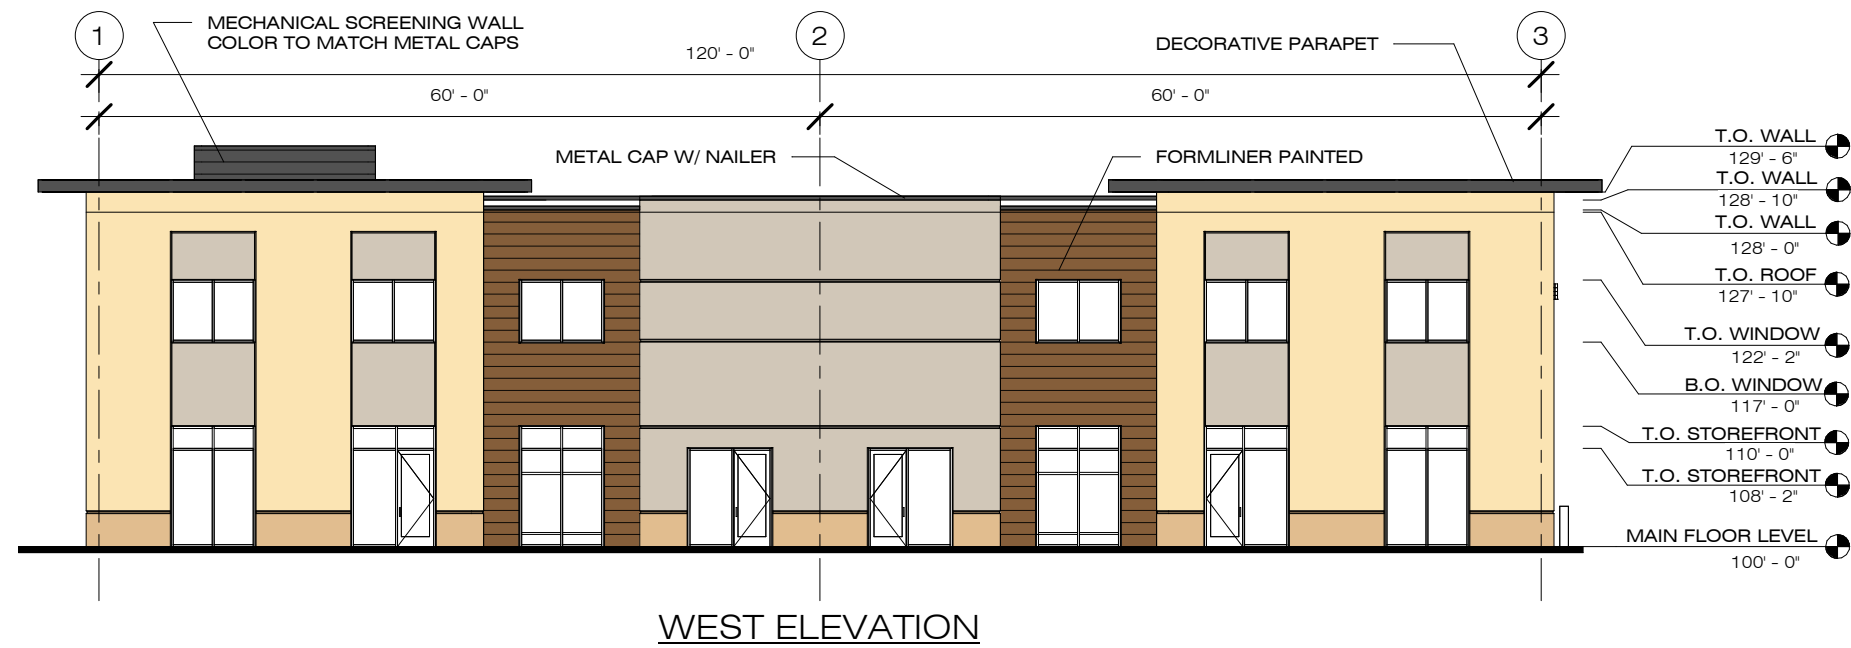 1
MECHANICAL SCREENING WALL
COLOR TO MATCH METAL CAPS
2
3
120' - 0"
DECORATIVE PARAPET
60' - 0"
60' - 0"
METAL CAP W/ NAILER
FORMLINER PAINTED
T.O. WALL
129' - 6"
T.O. WALL
128' - 10"
T.O. WALL
128' - 0"
T.O. ROOF
127' - 10"
T.O. WINDOW
122' - 2"
B.O. WINDOW
117' - 0"
T.O. STOREFRONT
110' - 0"
T.O. STOREFRONT
108' - 2"
MAIN FLOOR LEVEL
100' - 0"
WEST ELEVATION